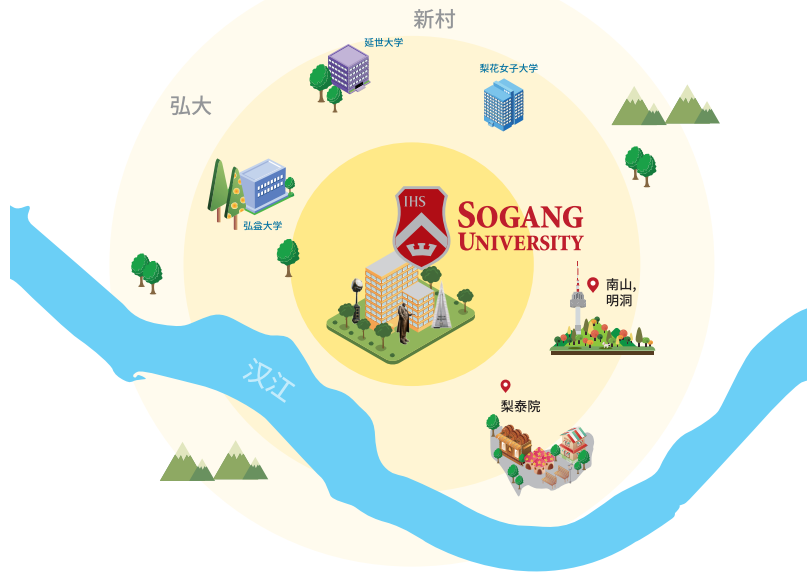 新村
延世大学
梨花女子大学
弘大
IHS
SOGANG
UNIVERSITY
弘益大学
南山,
明洞
汉江
梨泰院